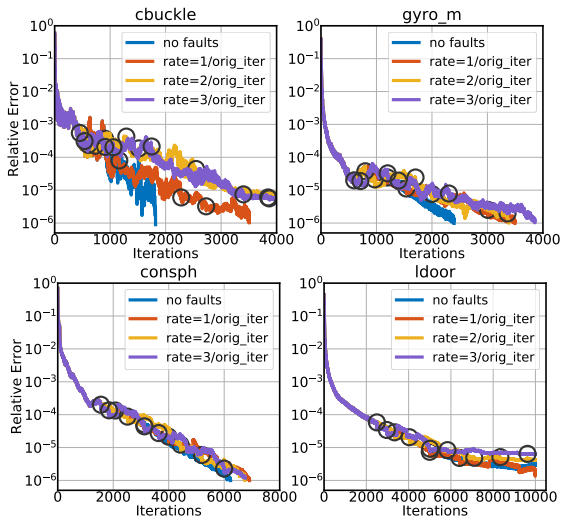 cbuckle
Relative Error
10^0
10^−1
10^−2
10^−3
10^−4
10^−5
10^−6
no faults
rate=1/orig_iter
rate=2/orig_iter
rate=3/orig_iter
0 1000 2000 3000 4000
Iterations
gyro_m
10^0
10^−1
10^−2
10^−3
10^−4
10^−5
10^−6
no faults
rate=1/orig_iter
rate=2/orig_iter
rate=3/orig_iter
0 1000 2000 3000 4000
Iterations
consph
Relative Error
10^0
10^−1
10^−2
10^−3
10^−4
10^−5
10^−6
no faults
rate=1/orig_iter
rate=2/orig_iter
rate=3/orig_iter
0 2000 4000 6000 8000
Iterations
ldoor
10^0
10^−1
10^−2
10^−3
10^−4
10^−5
10^−6
no faults
rate=1/orig_iter
rate=2/orig_iter
rate=3/orig_iter
0 2000 4000 6000 8000 10000
Iterations